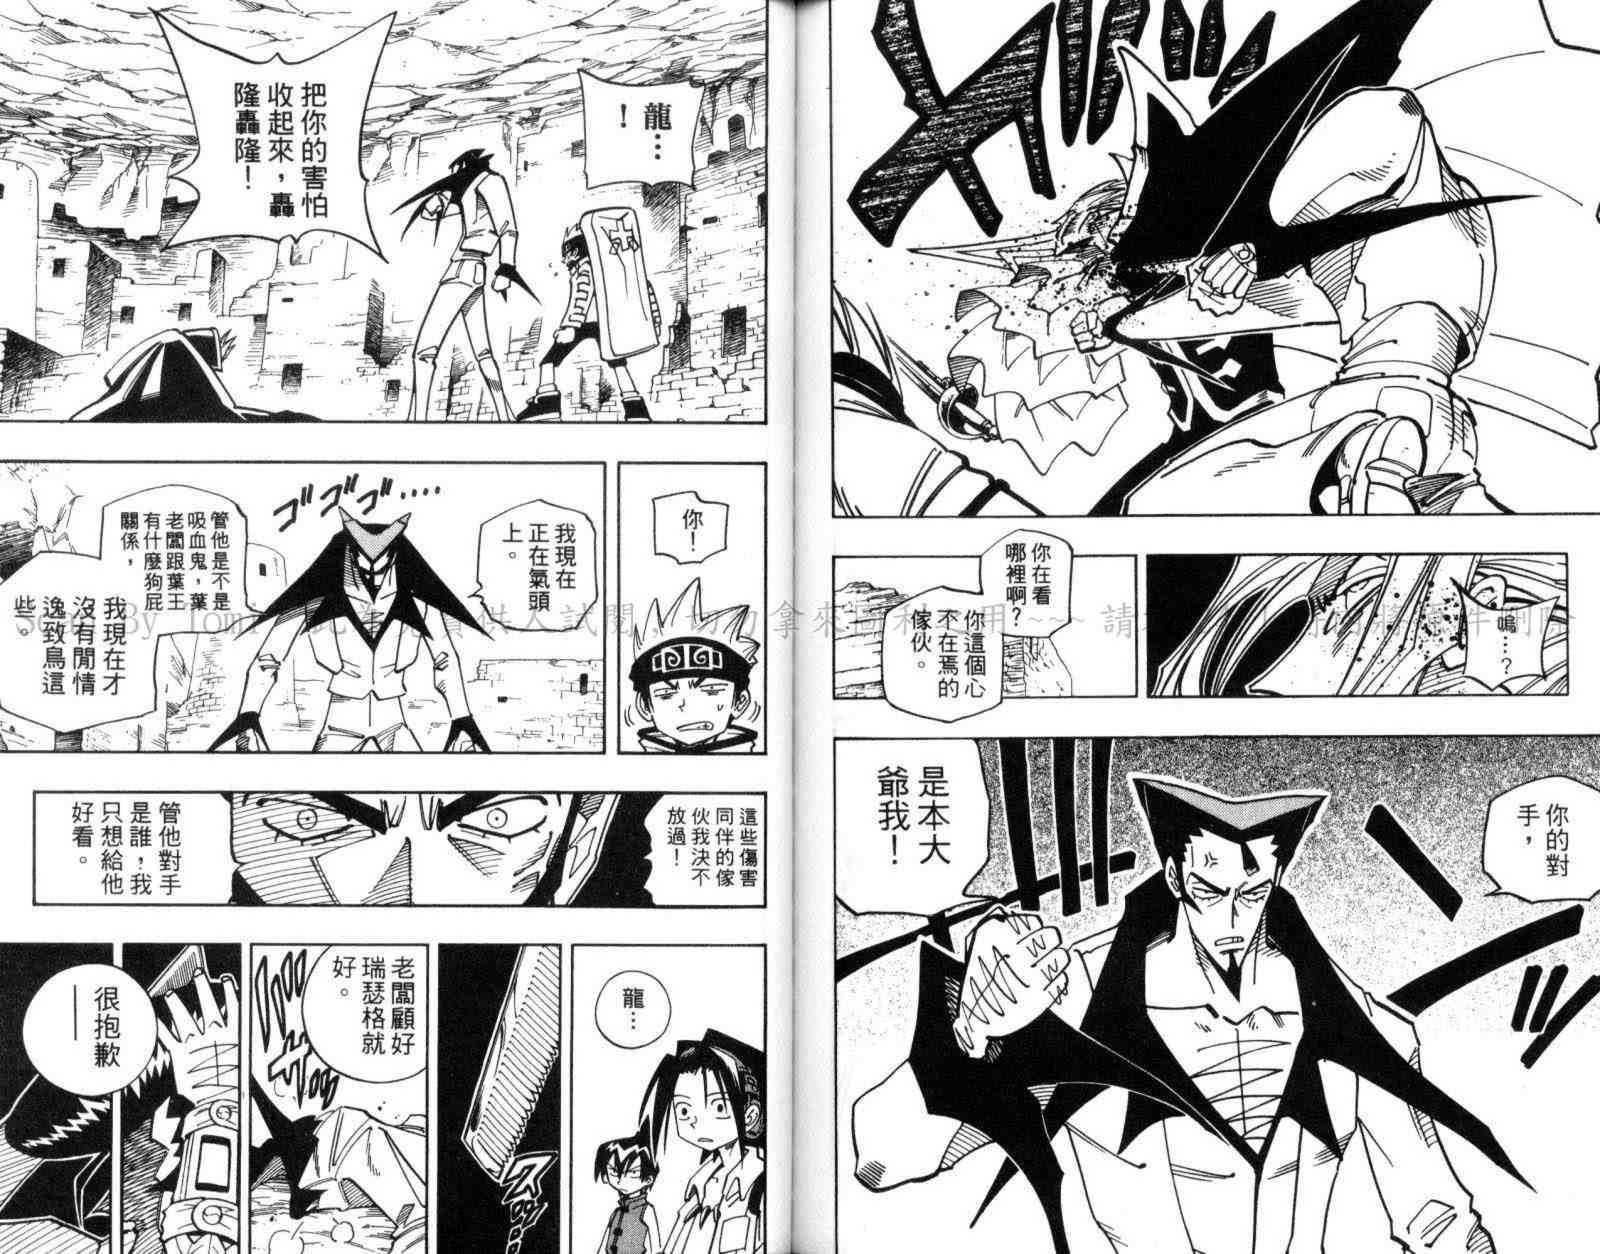 ズ
嗚…?
你在看
哪裡啊?
你這個心
不在焉的
傢伙。
你的對
手,
是本大
爺我!
龍…
!
把你的害怕
收起來,轟
隆轟隆!
你!
我現在
正在氣頭
上。
ゴゴゴ‥‥
管他是不是
吸血鬼,葉
老闆跟葉王
有什麼狗屁
關係,
我現在才
沒有閒情
逸致鳥這
些。
這些傷害
同伴的傢
伙我決不
放過!
管他對手
是誰,我
只想給他
好看。
龍…
老闆顧好
瑞瑟格就
好。
很抱歉
——